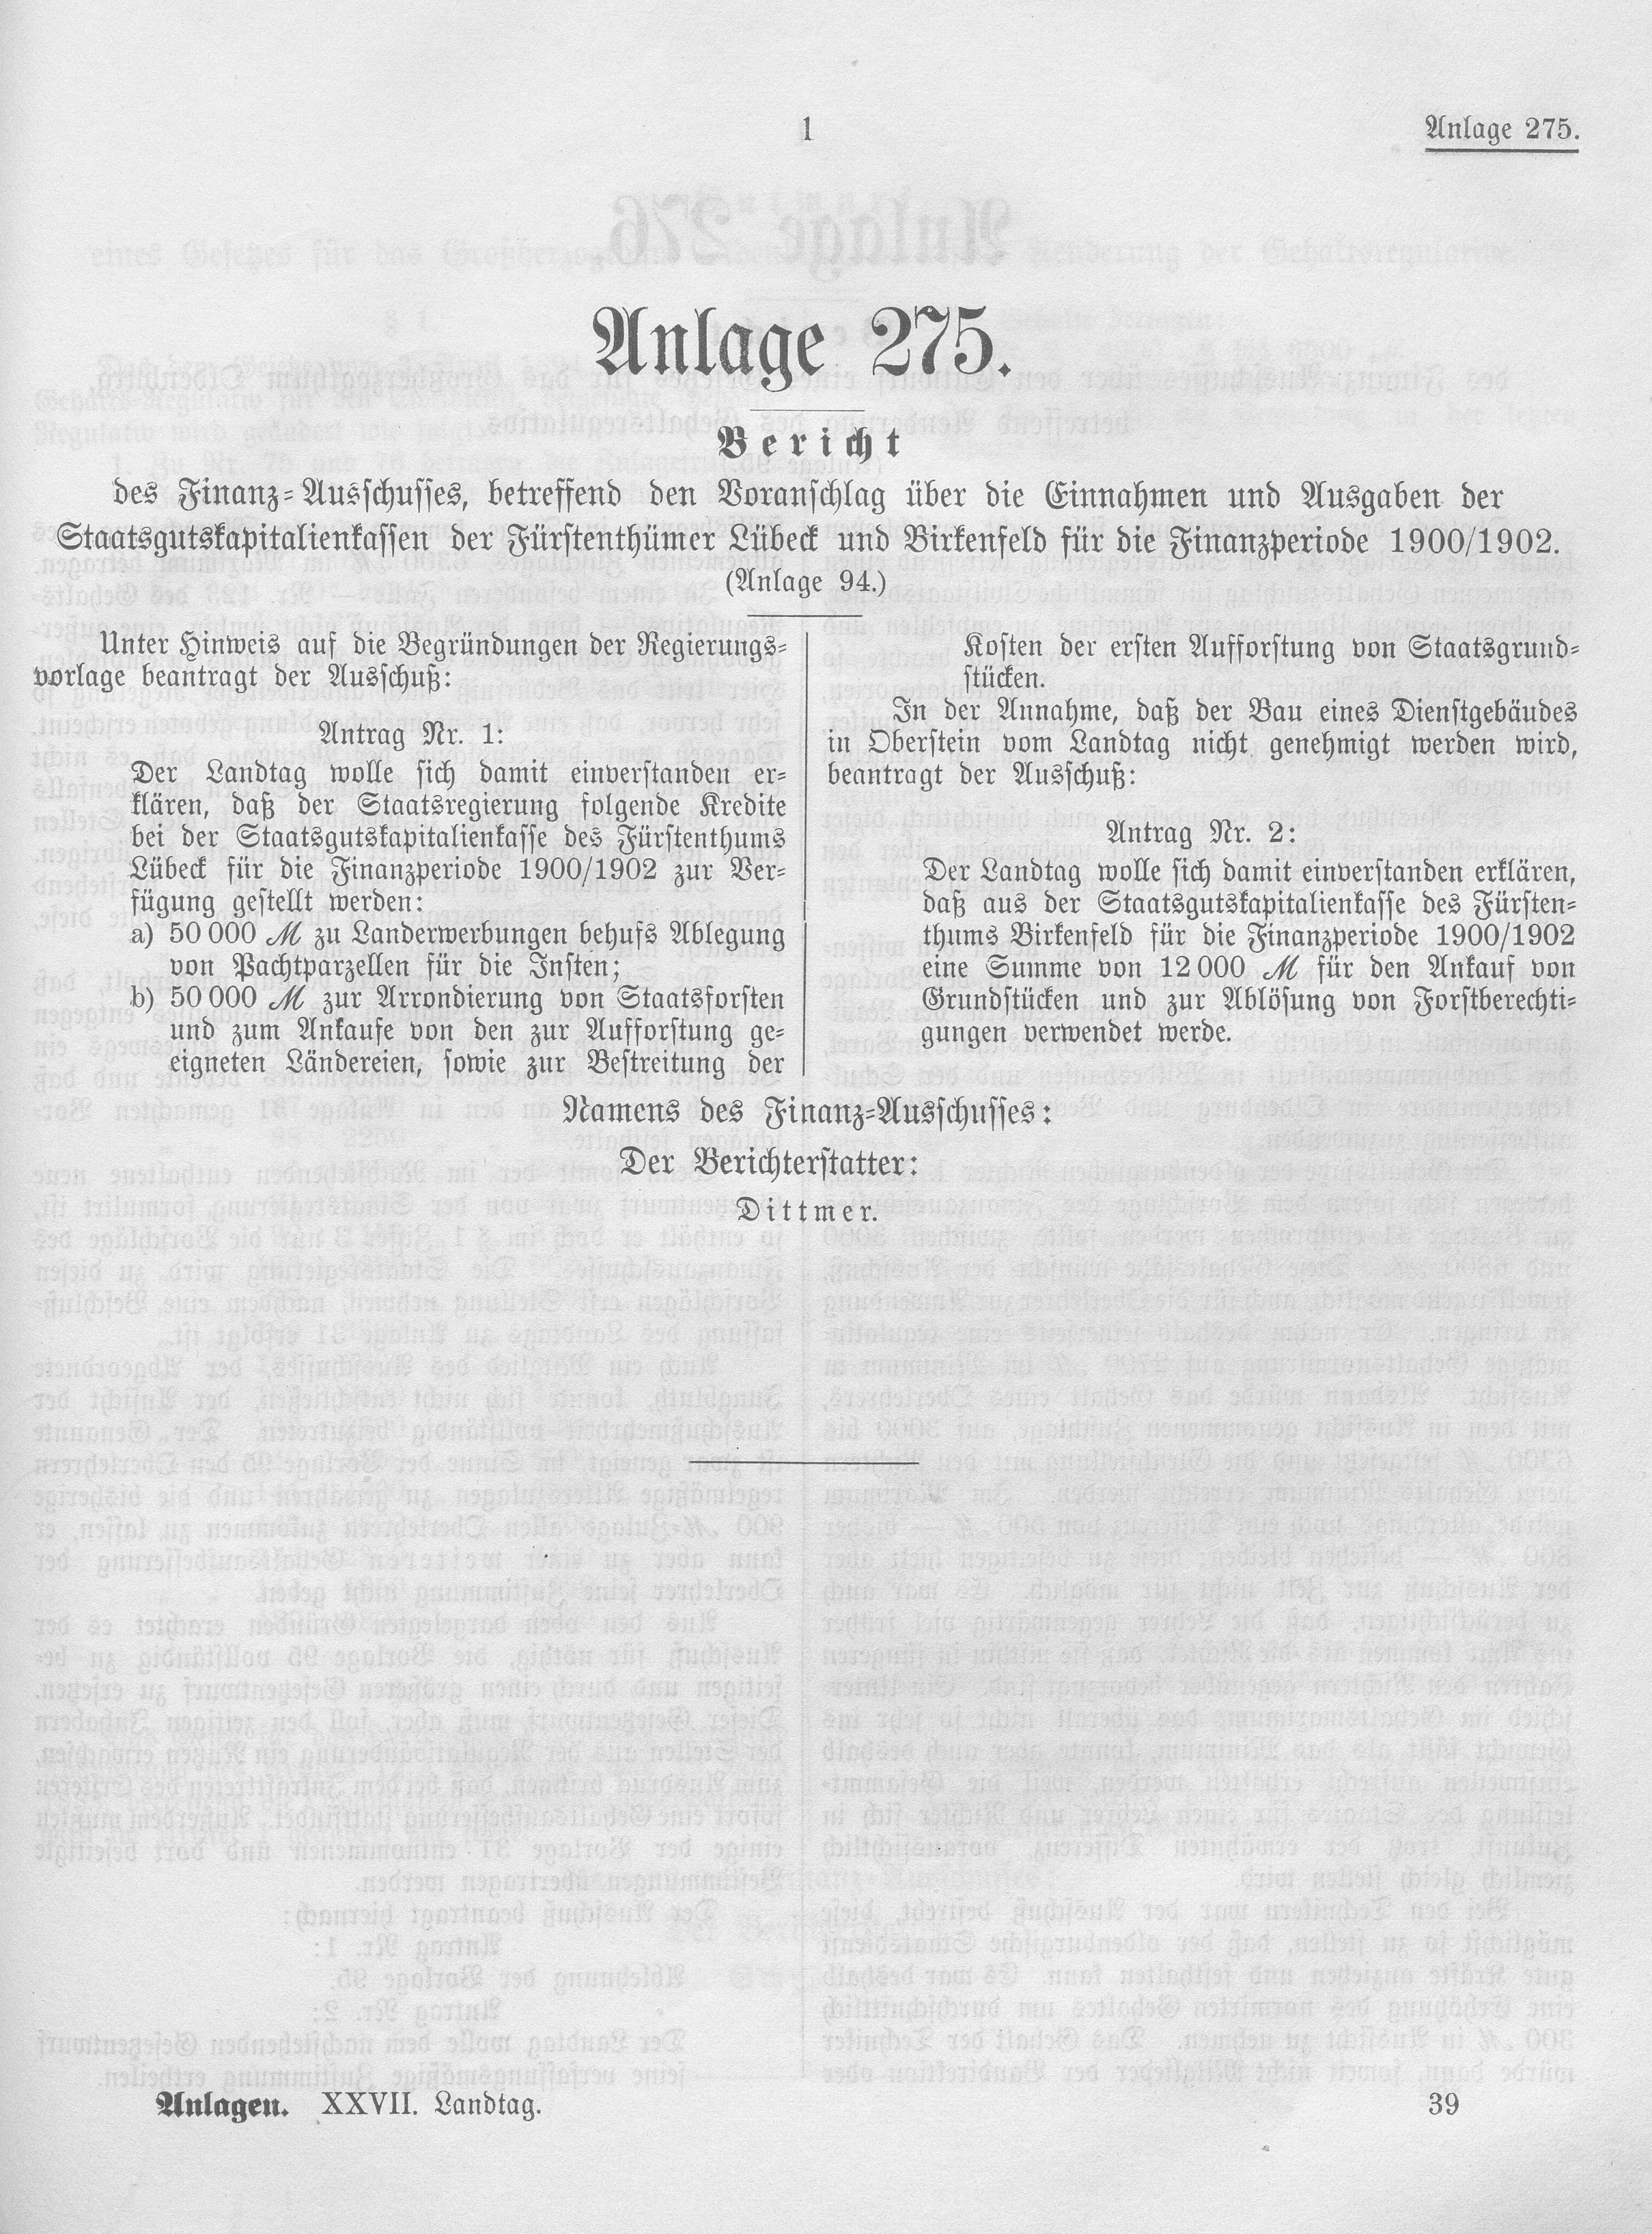 1
Anlage 275.
Anlage 275.
Bericht
des Finanz-Ausschusses, betreffend den Voranschlag über die Einnahmen und Ausgaben der
Staatsgutskapitalienkassen der Fürstenthümer Lübeck und Birkenfeld für die Finanzperiode 1900/1902.
(Anlage 94.)
Unter Hinweis auf die Begründungen der Regierungs-
vorlage beantragt der Ausschuß:
Antrag Nr. 1:
Der Landtag wolle sich damit einverstanden er-
klären, daß der Staatsregierung folgende Kredite
bei der Staatsgutskapitalienkasse des Fürstenthums
Lübeck für die Finanzperiode 1900/1902 zur Ver-
fügung gestellt werden:
a) 50 000 ℳ zu Landerwerbungen behufs Ablegung
von Pachtparzellen für die Insten;
b) 50 000 ℳ zur Arrondierung von Staatsforsten
und zum Ankaufe von den zur Aufforstung ge-
eigneten Ländereien, sowie zur Bestreitung der
Kosten der ersten Aufforstung von Staatsgrund-
stücken.
In der Annahme, daß der Bau eines Dienstgebäudes
in Oberstein vom Landtag nicht genehmigt werden wird,
beantragt der Ausschuß:
Antrag Nr. 2:
Der Landtag wolle sich damit einverstanden erklären,
daß aus der Staatsgutskapitalienkasse des Fürsten-
thums Birkenfeld für die Finanzperiode 1900/1902
eine Summe von 12 000 ℳ für den Ankauf von
Grundstücken und zur Ablösung von Forstberechti-
gungen verwendet werde.
Namens des Finanz-Ausschusses:
Der Berichterstatter:
Dittmer.
Anlagen. XXVII. Landtag.
39